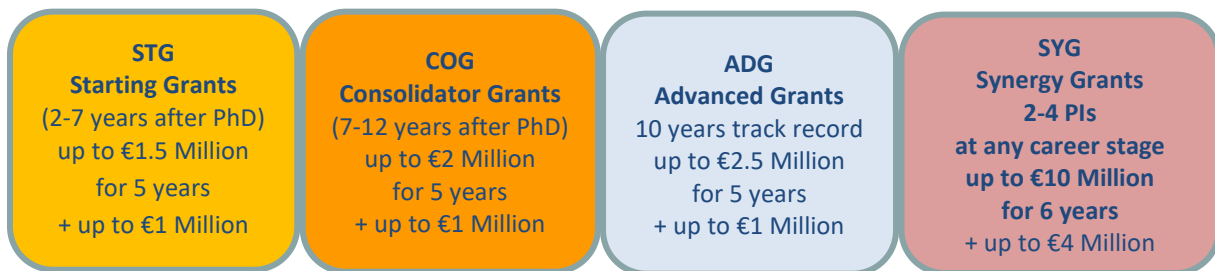 STG
Starting Grants
(2-7 years after PhD)
up to €1.5 Million
for 5 years
+ up to €1 Million
COG
Consolidator Grants
(7-12 years after PhD)
up to €2 Million
for 5 years
+ up to €1 Million
ADG
Advanced Grants
10 years track record
up to €2.5 Million
for 5 years
+ up to €1 Million
SYG
Synergy Grants
2-4 PIs
at any career stage
up to €10 Million
for 6 years
+ up to €4 Million